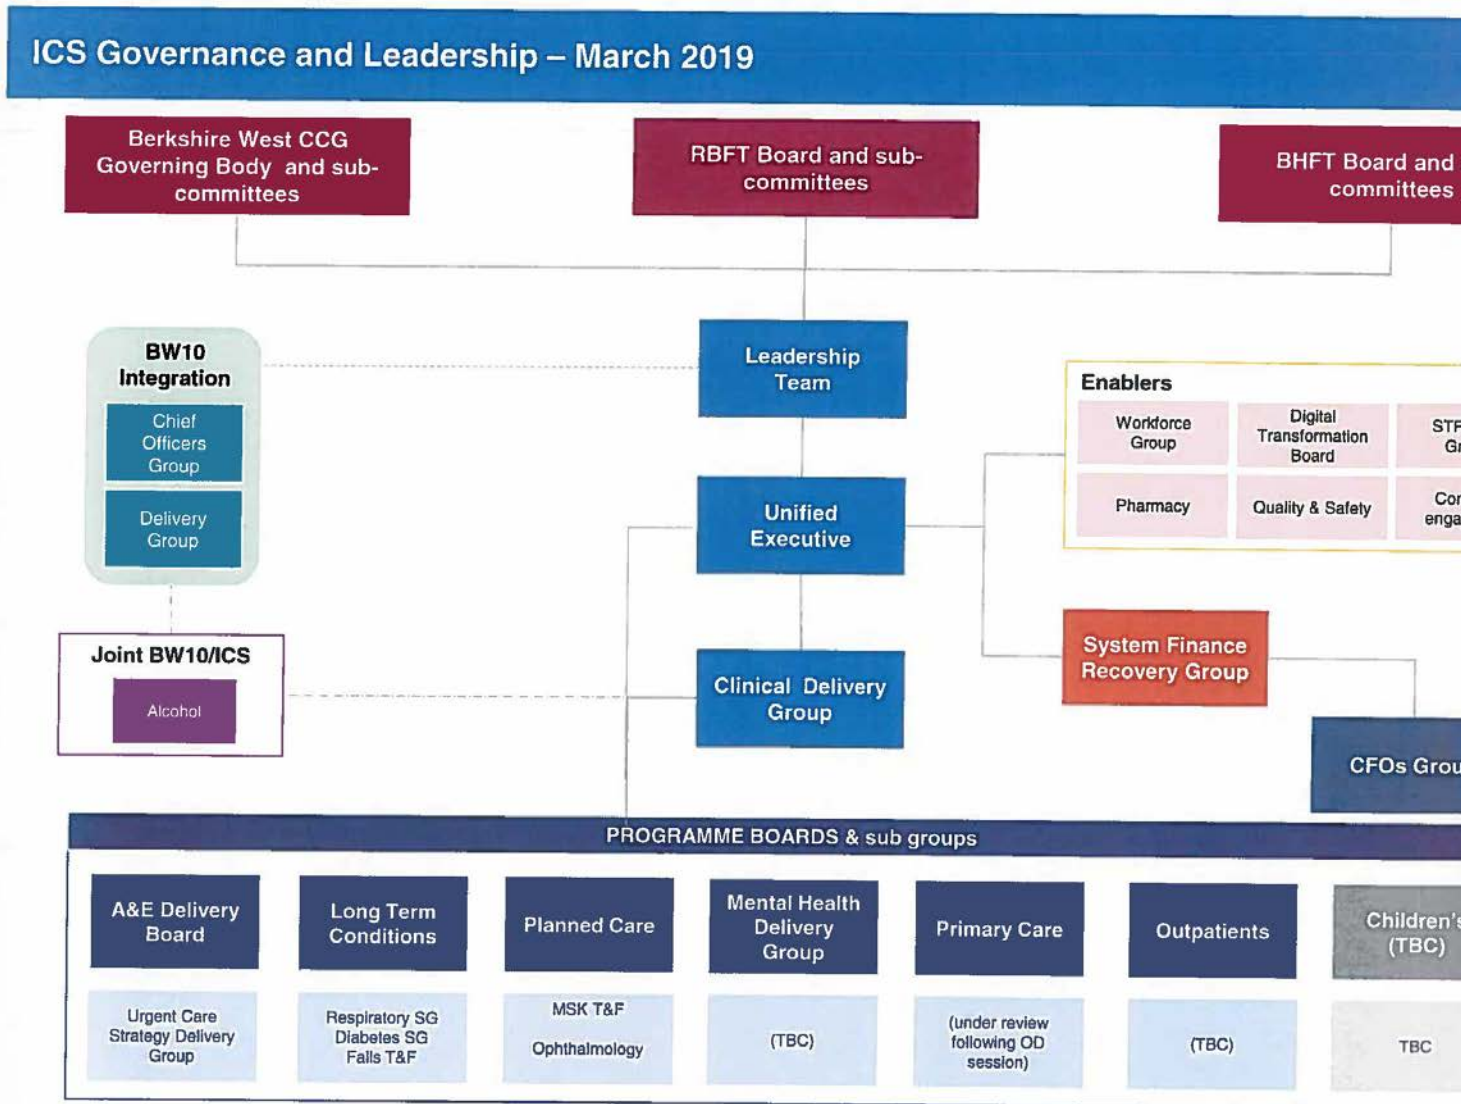 ICS Governance and Leadership – March 2019
Berkshire West CCG
Governing Body and sub-
committees
RBFT Board and sub-
committees
BHFT Board and
committees
BW10
Integration
Chief
Officers
Group
Delivery
Group
Leadership
Team
Enablers
Workforce
Group
Digital
Transformation
Board
Pharmacy
Quality & Safety
Unified
Executive
Joint BW10/ICS
Alcohol
Clinical Delivery
Group
System Finance
Recovery Group
CFOs
PROGRAMME BOARDS & sub groups
A&E Delivery
Board
Long Term
Conditions
Planned Care
Mental Health
Delivery
Group
Primary Care
Outpatients
Children's
(TBC)
Urgent Care
Strategy Delivery
Group
Respiratory SG
Diabetes SG
Falls T&F
MSK T&F
Ophthalmology
(TBC)
(under review
following OD
session)
(TBC)
TBC